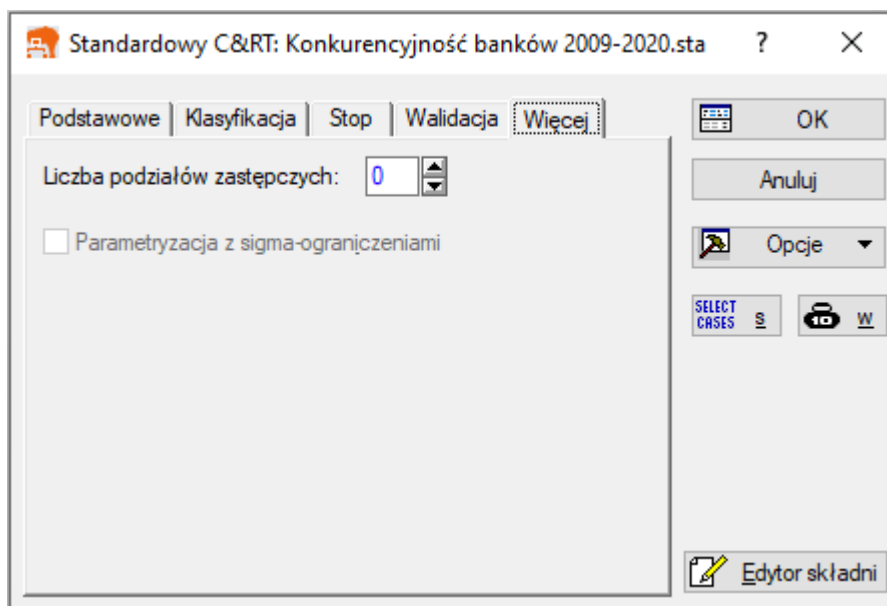 Standardowy C&RT: Konkurencyjność banków 2009-2020.sta ? ×
Podstawowe Klasyfikacja Stop Walidacja Więcej
Liczba podziałów zastępczych: 0
Parametryzacja z sigma-ograniczeniami
OK
Anuluj
Opcje
SELECT
CASES S
10 W
Edytor składni